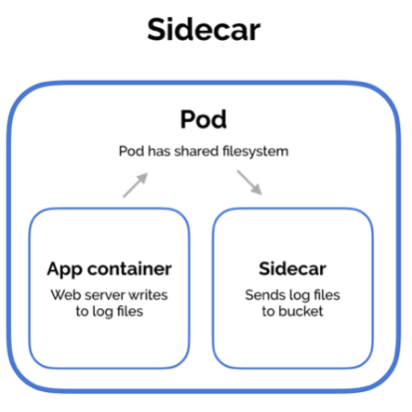 Sidecar
Pod
Pod has shared filesystem
App container
Web server writes
to log files
Sidecar
Sends log files
to bucket